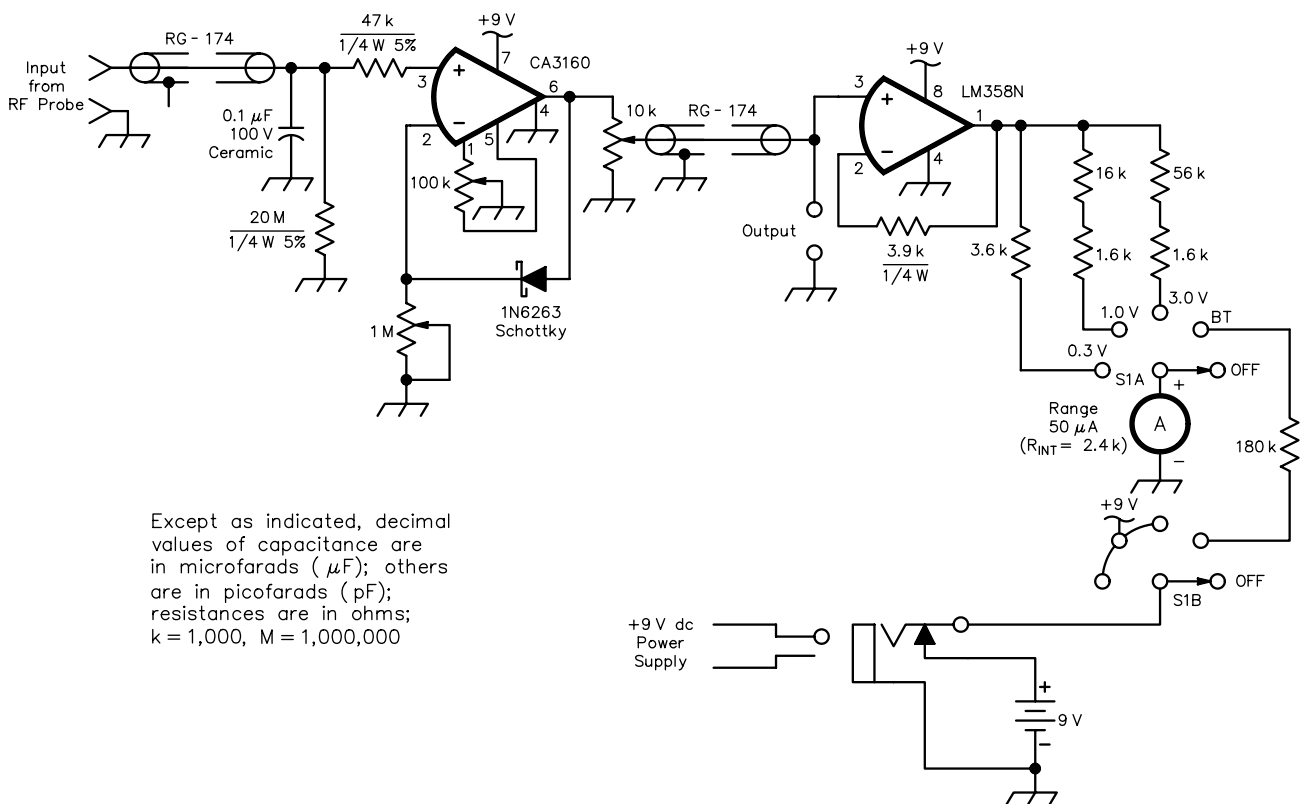 RG-174
47 k
1/4 W 5%
+9 V
7
CA3160
Input
from
RF Probe
3
+
6
4
2
−
5
1
0.1 μF
100 V
Ceramic
100 k
20 M
1/4 W 5%
1N6263
Schottky
1 M
10 k
RG-174
+9 V
8
LM358N
3
+
1
2
−
4
Output
3.9 k
1/4 W
3.6 k
16 k
56 k
1.6 k
1.6 k
3.0 V
1.0 V
BT
0.3 V
S1A
OFF
+
Range
50 μA
(RINT = 2.4 k)
A
−
180 k
+9 V
OFF
S1B
+9 V dc
Power
Supply
+
9 V
−
Except as indicated, decimal
values of capacitance are
in microfarads ( μF); others
are in picofarads ( pF);
resistances are in ohms;
k = 1,000, M = 1,000,000